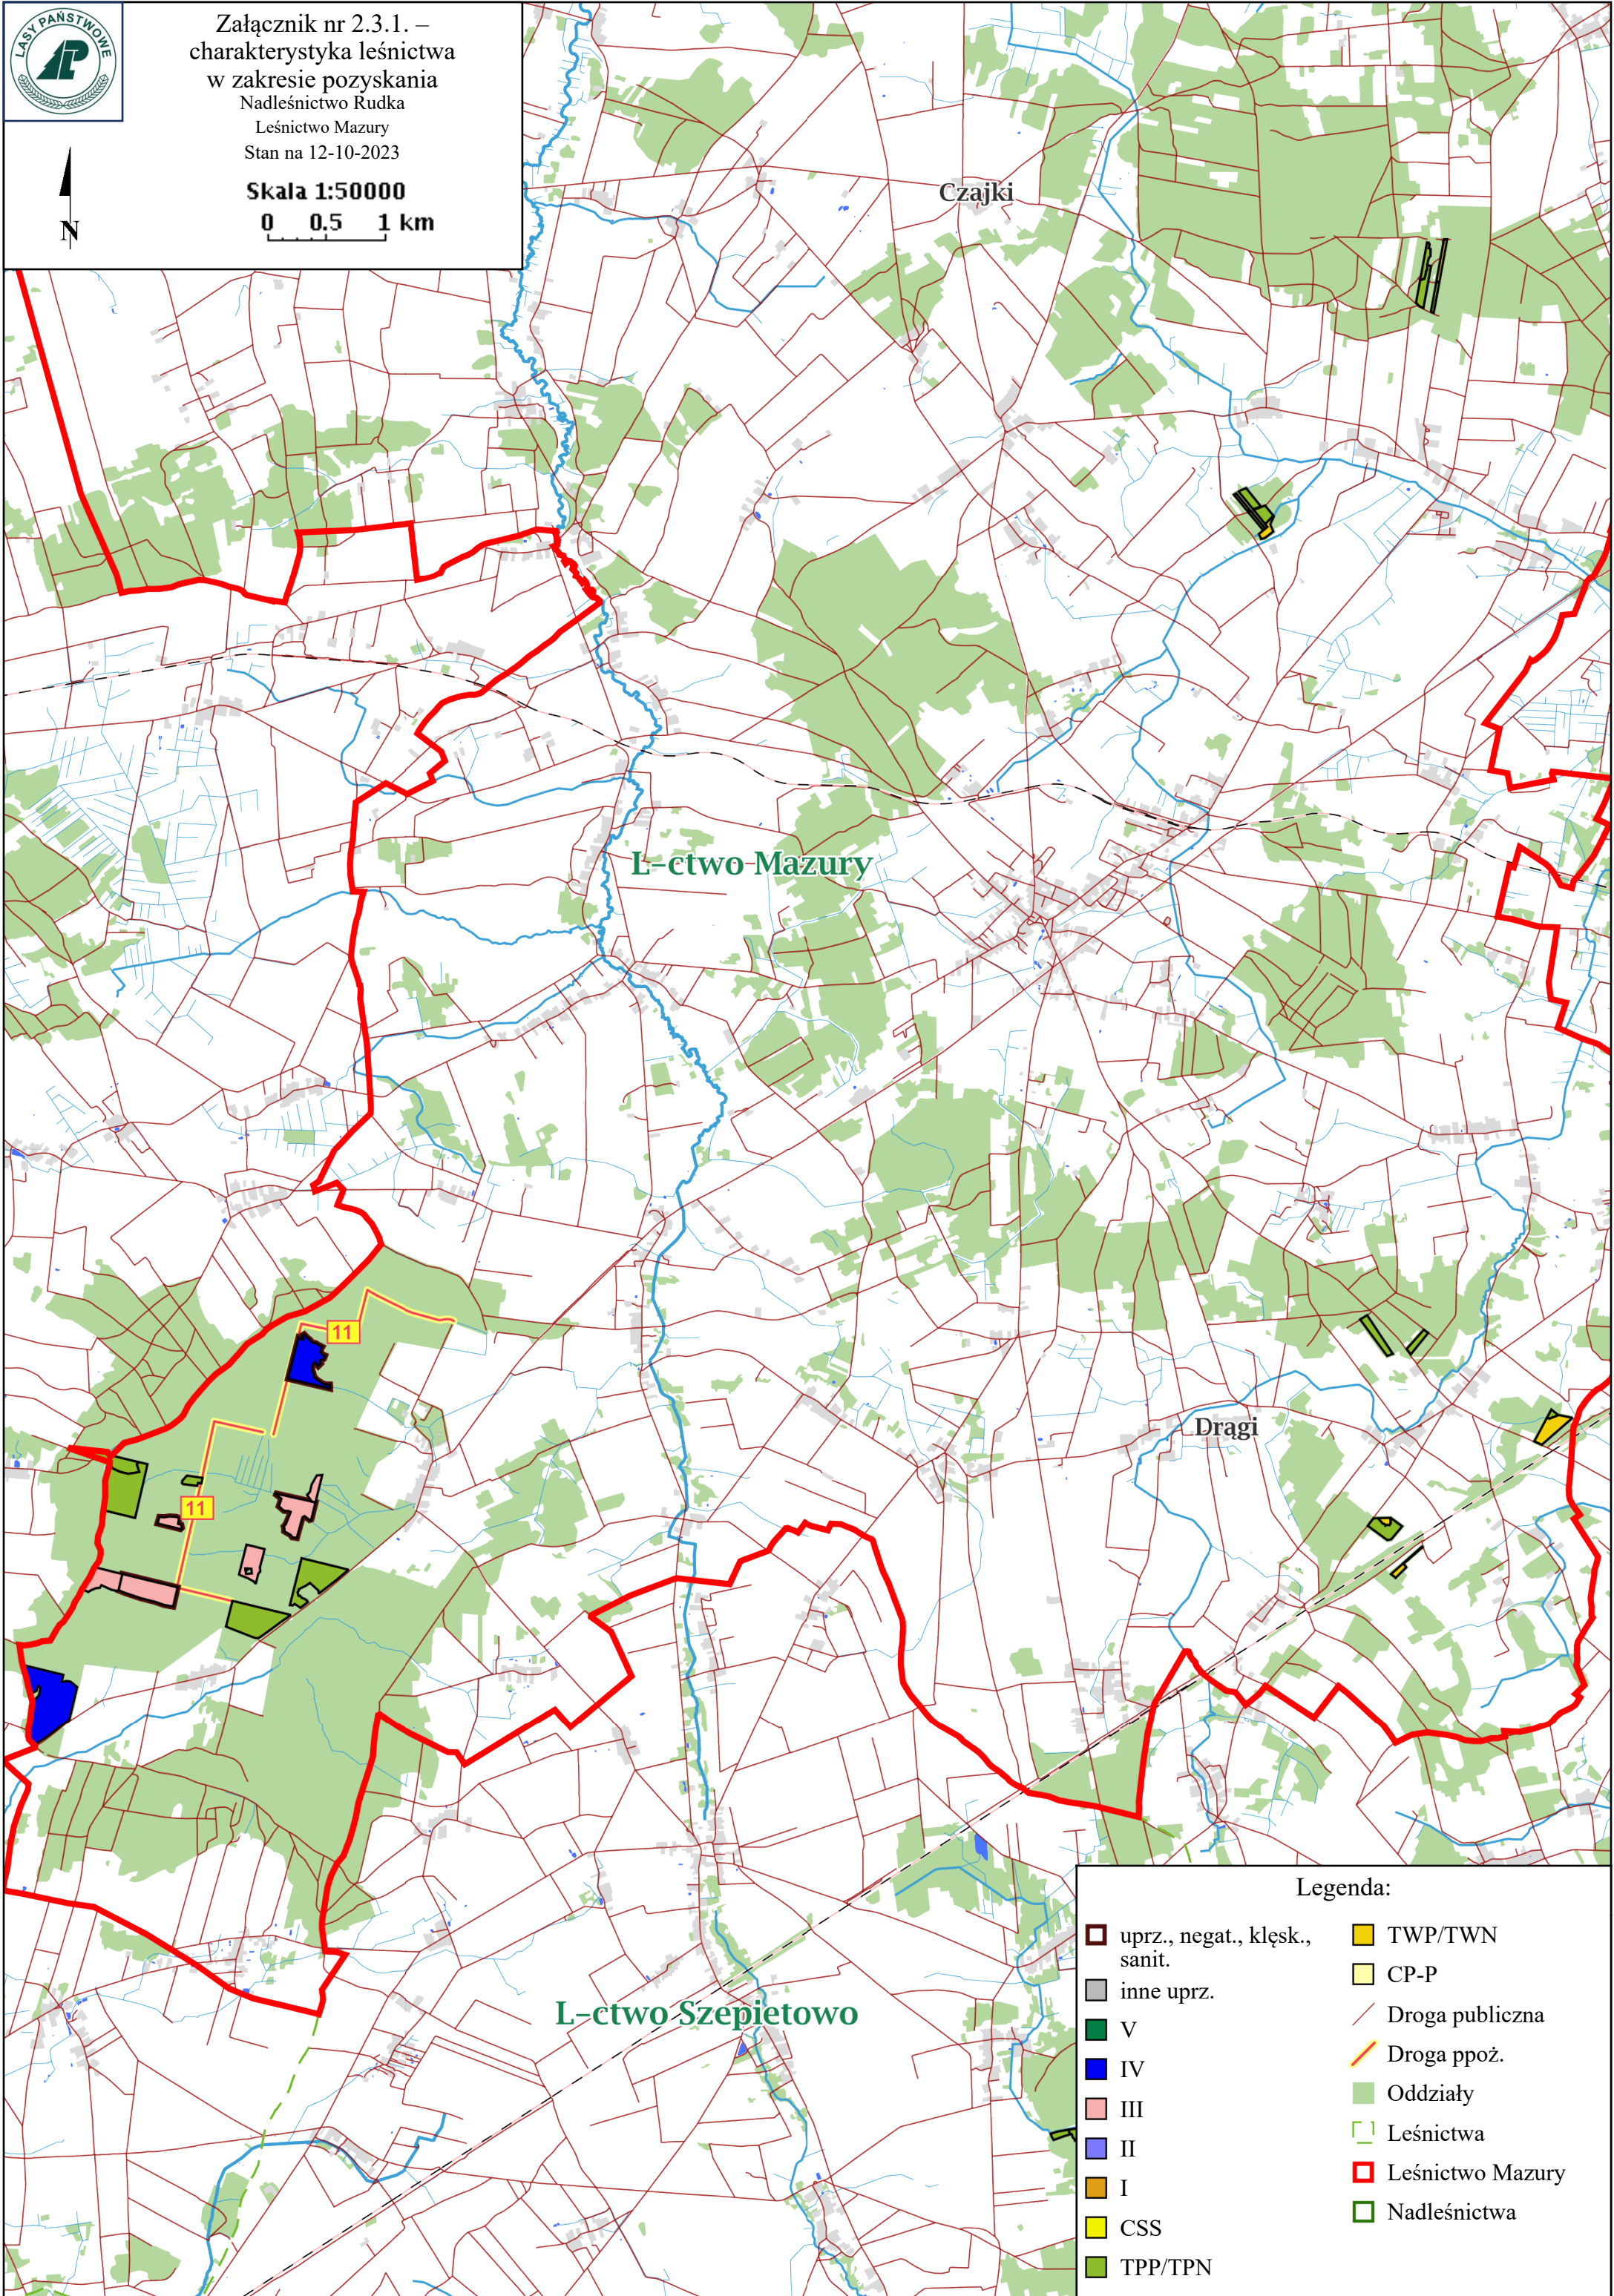 LASY PAŃSTWOWE
LP
Załącznik nr 2.3.1. –
charakterystyka leśnictwa
w zakresie pozyskania
Nadleśnictwo Rudka
Leśnictwo Mazury
Stan na 12-10-2023
Skala 1:50000
0 0.5 1 km
N
Czajki
L-ctwo Mazury
11
Drągi
11
L-ctwo Szepietowo
Legenda:
uprz., negat., klęsk.,
sanit.
inne uprz.
V
IV
III
II
I
CSS
TPP/TPN
TWP/TWN
CP-P
Droga publiczna
Droga ppoż.
Oddziały
Leśnictwa
Leśnictwo Mazury
Nadleśnictwa